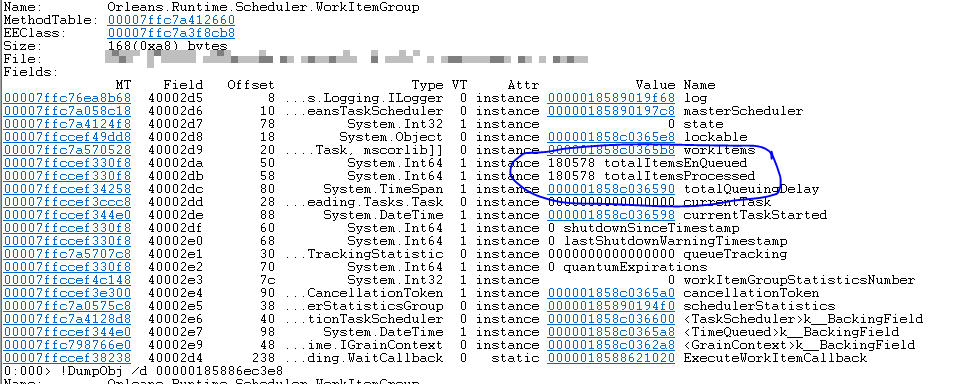 Name: Orleans.Runtime.Scheduler.WorkItemGroup
MethodTable: 00007ffc7a412660
EEClass: 00007ffc7a3f8cb8
Size: 168(0xa8) bytes
File:
Fields:
MT Field Offset Type VT Attr Value Name
00007ffc76ea8b68 40002d5 8 ...s.Logging.ILogger 0 instance 0000018589019f68 log
00007ffc7a058c18 40002d6 10 ...eansTaskScheduler 0 instance 00000185890197c8 masterScheduler
00007ffc7a4124f8 40002d7 78 System.Int32 1 instance 0 state
00007ffccef49dd8 40002d8 18 System.Object 0 instance 000001858c0365e8 lockable
00007ffc7a570528 40002d9 20 ...Task, mscorlib]] 0 instance 000001858c0365b8 workItems
00007ffccef330f8 40002da 50 System.Int64 1 instance 180578 totalItemsEnQueued
00007ffccef330f8 40002db 58 System.Int64 1 instance 180578 totalItemsProcessed
00007ffccef34258 40002dc 80 System.TimeSpan 1 instance 000001858c036590 totalQueuingDelay
00007ffccef3ccc8 40002dd 28 ...eading.Tasks.Task 0 instance 0000000000000000 currentTask
00007ffccef344e0 40002de 88 System.DateTime 1 instance 000001858c036598 currentTaskStarted
00007ffccef330f8 40002df 60 System.Int64 1 instance 0 shutdownSinceTimestamp
00007ffccef330f8 40002e0 68 System.Int64 1 instance 0 lastShutdownWarningTimestamp
00007ffc7a5707c8 40002e1 30 ...TrackingStatistic 0 instance 0000000000000000 queueTracking
00007ffccef330f8 40002e2 70 System.Int64 1 instance 0 quantumExpirations
00007ffccef4c148 40002e3 7c System.Int32 1 instance 0 workItemGroupStatisticsNumber
00007ffccef3e300 40002e4 90 ...CancellationToken 1 instance 000001858c0365a0 cancellationToken
00007ffc7a0575c8 40002e5 38 ...erStatisticsGroup 0 instance 00000185890194f0 schedulerStatistics
00007ffc7a4128d8 40002e6 40 ...tionTaskScheduler 0 instance 000001858c036600 <TaskScheduler>k__BackingField
00007ffccef344e0 40002e7 98 System.DateTime 1 instance 000001858c0365a8 <TimeQueued>k__BackingField
00007ffc798766e0 40002e9 48 ...ime.IGrainContext 0 instance 000001858c0362a8 <GrainContext>k__BackingField
00007ffccef38238 40002d4 238 ...ding.WaitCallback 0 static 0000018588621020 ExecuteWorkItemCallback
0:000> !DumpObj /d 00000185886ec3e8
Name: Orleans.Runtime.Scheduler.WorkItemGroup